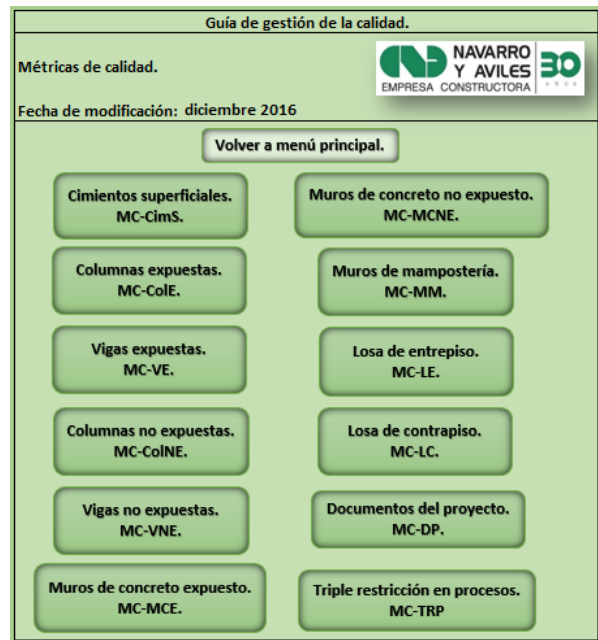 Guía de gestión de la calidad.
Métricas de calidad.
NAVARRO
Y AVILES
EMPRESA CONSTRUCTORA
30
AÑOS
Fecha de modificación: diciembre 2016
Volver a menú principal.
Cimientos superficiales.
MC-CimS.
Muros de concreto no expuesto.
MC-MCNE.
Columnas expuestas.
MC-ColE.
Muros de mampostería.
MC-MM.
Vigas expuestas.
MC-VE.
Losa de entrepiso.
MC-LE.
Columnas no expuestas.
MC-ColNE.
Losa de contrapiso.
MC-LC.
Vigas no expuestas.
MC-VNE.
Documentos del proyecto.
MC-DP.
Muros de concreto expuesto.
MC-MCE.
Triple restricción en procesos.
MC-TRP